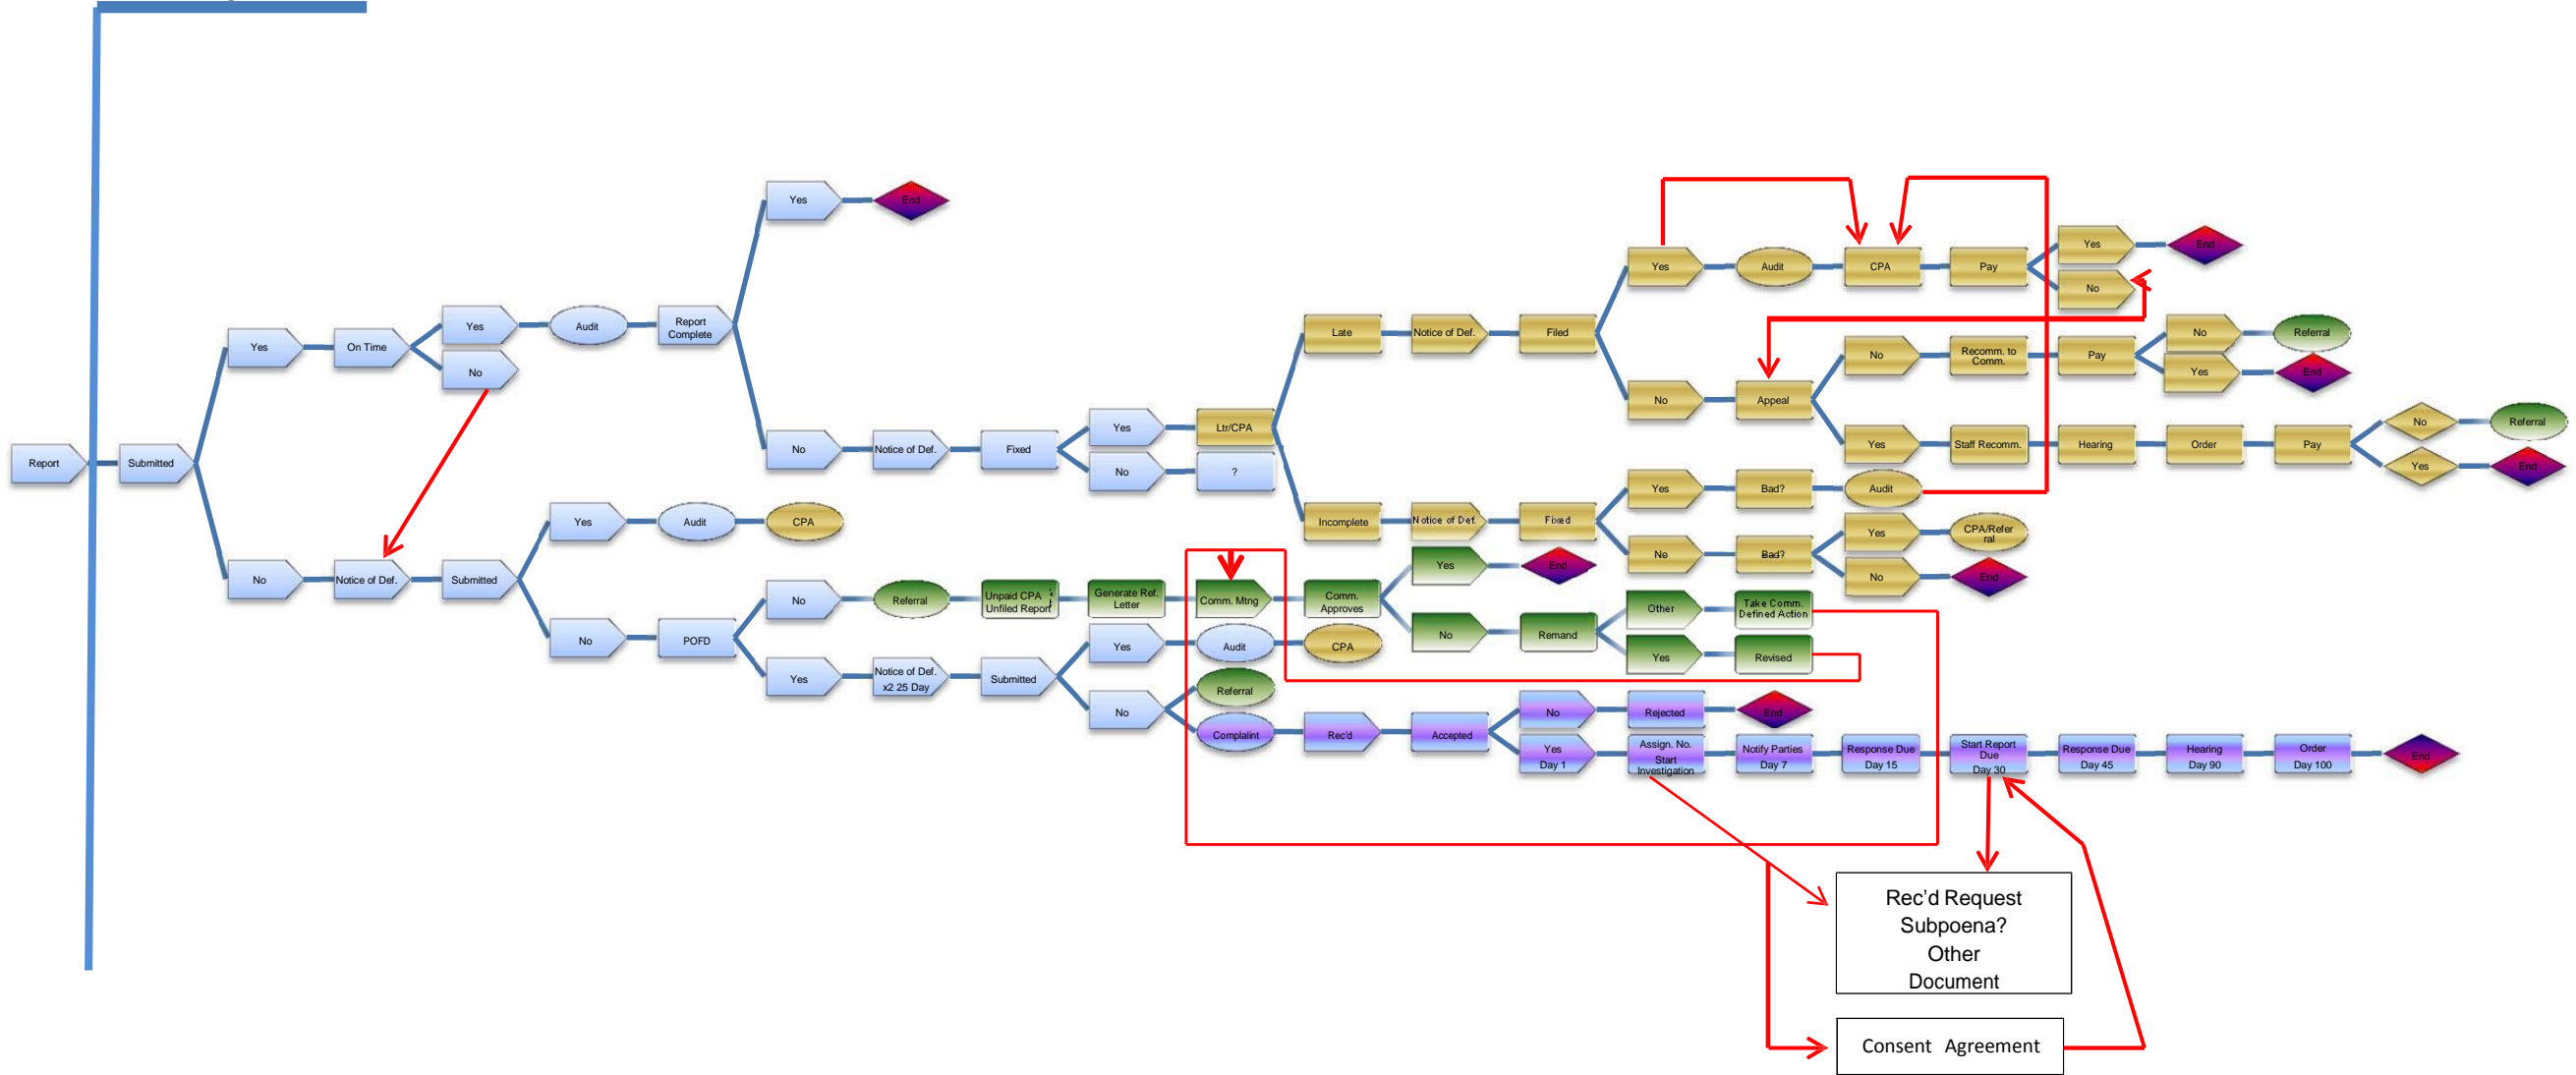 Yes
End
Yes
Audit
CPA
Pay
Yes
End
No
Yes
Audit
Report
Complete
Yes
On Time
No
Late
Notice of Def.
Filed
No
Referral
No
Recomm. to
Comm.
Pay
Yes
End
No
Appeal
Yes
Ltr/CPA
No
Referral
Yes
Staff Recomm.
Hearing
Order
Pay
Yes
End
No
Notice of Def.
Fixed
No
?
Report
Submitted
Yes
Bad?
Audit
Incomplete
Notice of Def.
Fixed
Yes
CPA/Refer
ral
No
Bad?
No
End
Yes
Audit
CPA
No
Notice of Def.
Submitted
Yes
End
No
Referral
Unpaid CPA
Unfiled Report
Generate Ref.
Letter
Comm. Mtng
Comm.
Approves
Other
Take Comm.
Defined Action
No
Remand
Yes
Revised
No
POFD
Yes
Audit
CPA
Yes
Notice of Def.
x2 25 Day
Submitted
Referral
No
Complalint
Rec'd
Accepted
No
Rejected
End
Yes
Day 1
Assign. No.
Start
Investigation
Notify Parties
Day 7
Response Due
Day 15
Start Report
Due
Day 30
Response Due
Day 45
Hearing
Day 90
Order
Day 100
End
Rec’d Request
Subpoena?
Other
Document
Consent Agreement